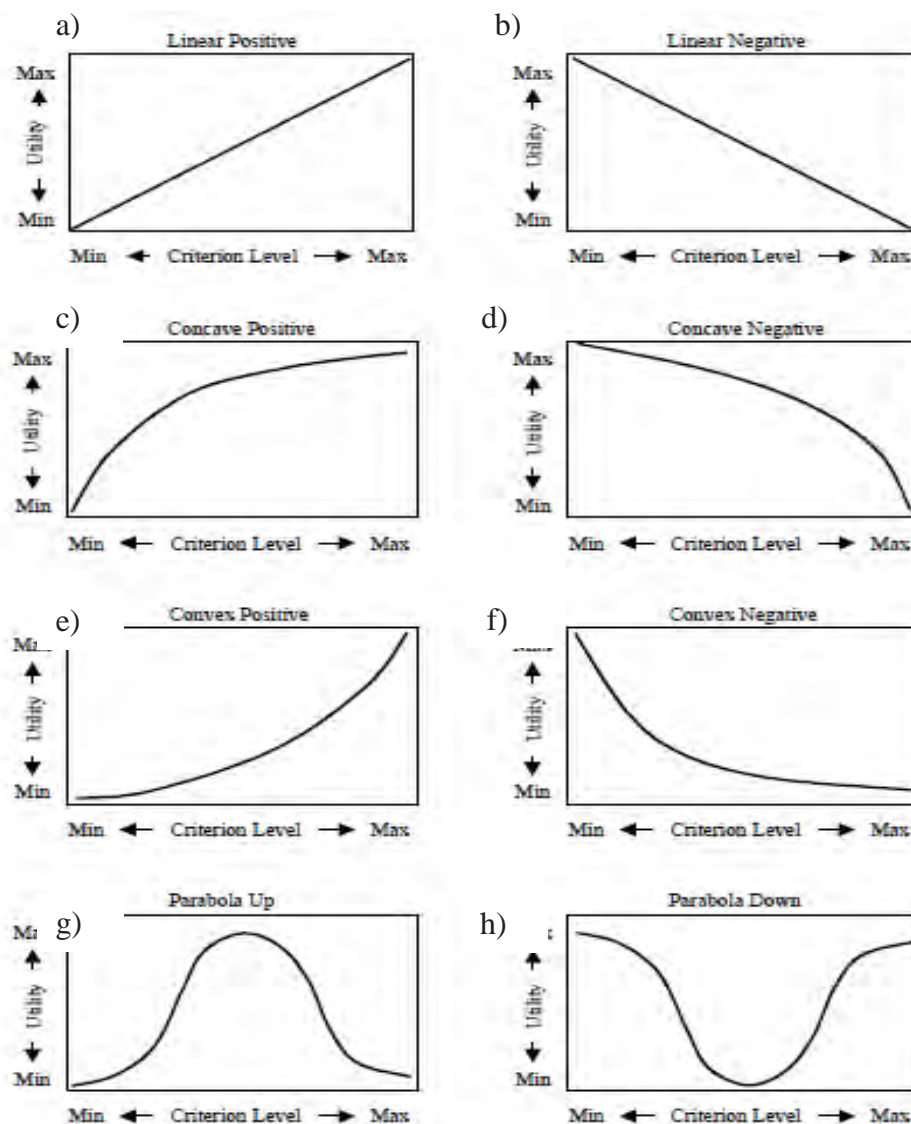 a) b)
Linear Positive Linear Negative
Max Max
Utility Utility
Min Min
Min Criterion Level Max Min Criterion Level Max
c) d)
Concave Positive Concave Negative
Max Max
Utility Utility
Min Min
Min Criterion Level Max Min Criterion Level Max
e) f)
Convex Positive Convex Negative
Utility Utility
Min Min
Min Criterion Level Max Min Criterion Level Max
g) h)
Parabola Up Parabola Down
Utility Utility
Min Min
Min Criterion Level Max Min Criterion Level Max